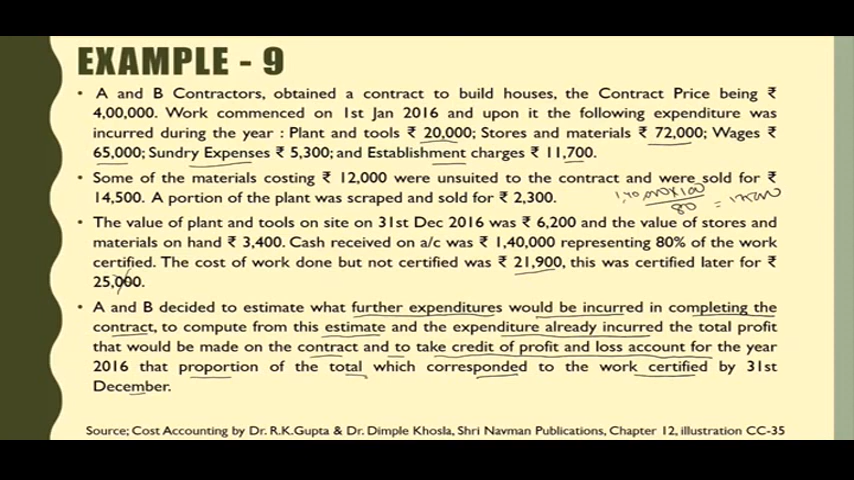 EXAMPLE - 9
• A and B Contractors, obtained a contract to build houses, the Contract Price being ₹
4,00,000. Work commenced on 1st Jan 2016 and upon it the following expenditure was
incurred during the year : Plant and tools ₹ 20,000; Stores and materials ₹ 72,000; Wages ₹
65,000; Sundry Expenses ₹ 5,300; and Establishment charges ₹ 11,700.
• Some of the materials costing ₹ 12,000 were unsuited to the contract and were sold for ₹
14,500. A portion of the plant was scraped and sold for ₹ 2,300.
1,40,000x100
80
• The value of plant and tools on site on 31st Dec 2016 was ₹ 6,200 and the value of stores and
materials on hand ₹ 3,400. Cash received on a/c was ₹ 1,40,000 representing 80% of the work
certified. The cost of work done but not certified was ₹ 21,900, this was certified later for ₹
25,000.
• A and B decided to estimate what further expenditures would be incurred in completing the
contract, to compute from this estimate and the expenditure already incurred the total profit
that would be made on the contract and to take credit of profit and loss account for the year
2016 that proportion of the total which corresponded to the work certified by 31st
December.
Source; Cost Accounting by Dr. R.K.Gupta & Dr. Dimple Khosla, Shri Navman Publications, Chapter 12, illustration CC-35